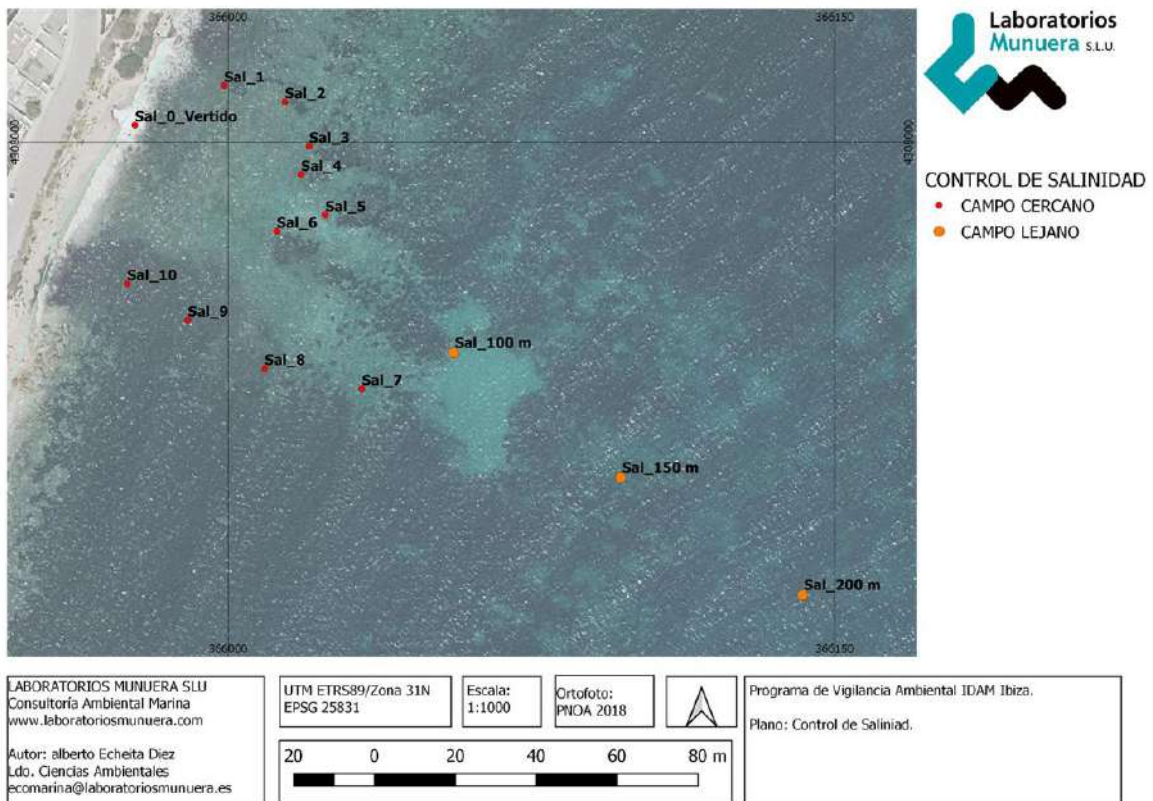 366000
366150
Laboratorios
Munuera S.L.U.
Sal_1
Sal_2
Sal_0_Vertido
4308000
4308000
Sal_3
Sal_4
CONTROL DE SALINIDAD
CAMPO CERCANO
CAMPO LEJANO
Sal_5
Sal_6
Sal_10
Sal_9
Sal_100 m
Sal_8
Sal_7
Sal_150 m
Sal_200 m
366000
366150
LABORATORIOS MUNUERA SLU
Consultoría Ambiental Marina
www.laboratoriosmunuera.com
Autor: alberto Echeita Diez
Ldo. Ciencias Ambientales
ecomarina@laboratoriosmunuera.es
UTM ETRS89/Zona 31N
EPSG 25831
Escala:
1:1000
Ortofoto:
PNOA 2018
20 0 20 40 60 80 m
Programa de Vigilancia Ambiental IDAM Ibiza.
Plano: Control de Saliniad.